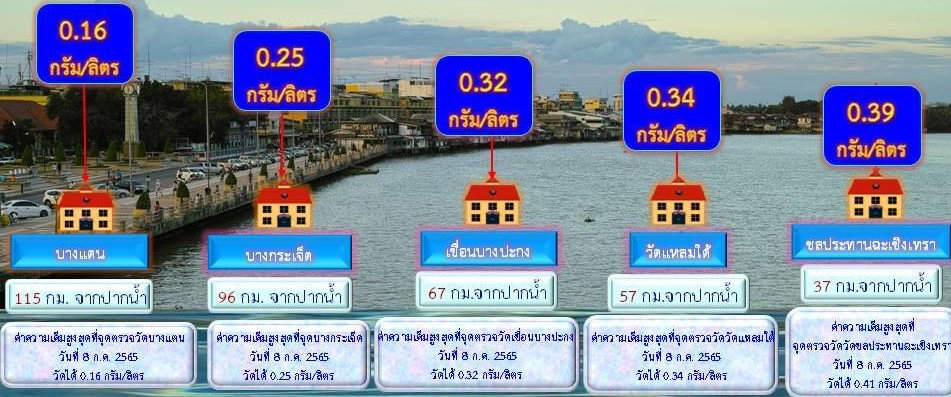 0.16
กรัม/ลิตร
0.25
กรัม/ลิตร
0.32
กรัม/ลิตร
0.34
กรัม/ลิตร
0.39
กรัม/ลิตร
บางแตน
บางกระเจ็ด
เขื่อนบางปะกง
วัดแหลมใต้
ชลประทานฉะเชิงเทรา
115 กม. จากปากน้ำ
96 กม. จากปากน้ำ
67 กม.จากปากน้ำ
57 กม.จากปากน้ำ
37 กม.จากปากน้ำ
ค่าความเค็มสูงสุดที่จุดตรวจวัดบางแตน
วันที่ 8 ก.ค. 2565
วัดได้ 0.16 กรัม/ลิตร
ค่าความเค็มสูงสุดที่จุดบางกระเจ็ด
วันที่ 8 ก.ค. 2565
วัดได้ 0.25 กรัม/ลิตร
ค่าความเค็มสูงสุดที่จุดตรวจวัดเขื่อนบางปะกง
วันที่ 8 ก.ค. 2565
วัดได้ 0.32 กรัม/ลิตร
ค่าความเค็มสูงสุดที่จุดตรวจวัดวัดแหลมใต้
วันที่ 8 ก.ค. 2565
วัดได้ 0.34 กรัม/ลิตร
ค่าความเค็มสูงสุดที่
จุดตรวจวัดวัดชลประทานฉะเชิงเทรา
วันที่ 8 ก.ค. 2565
วัดได้ 0.41 กรัม/ลิตร